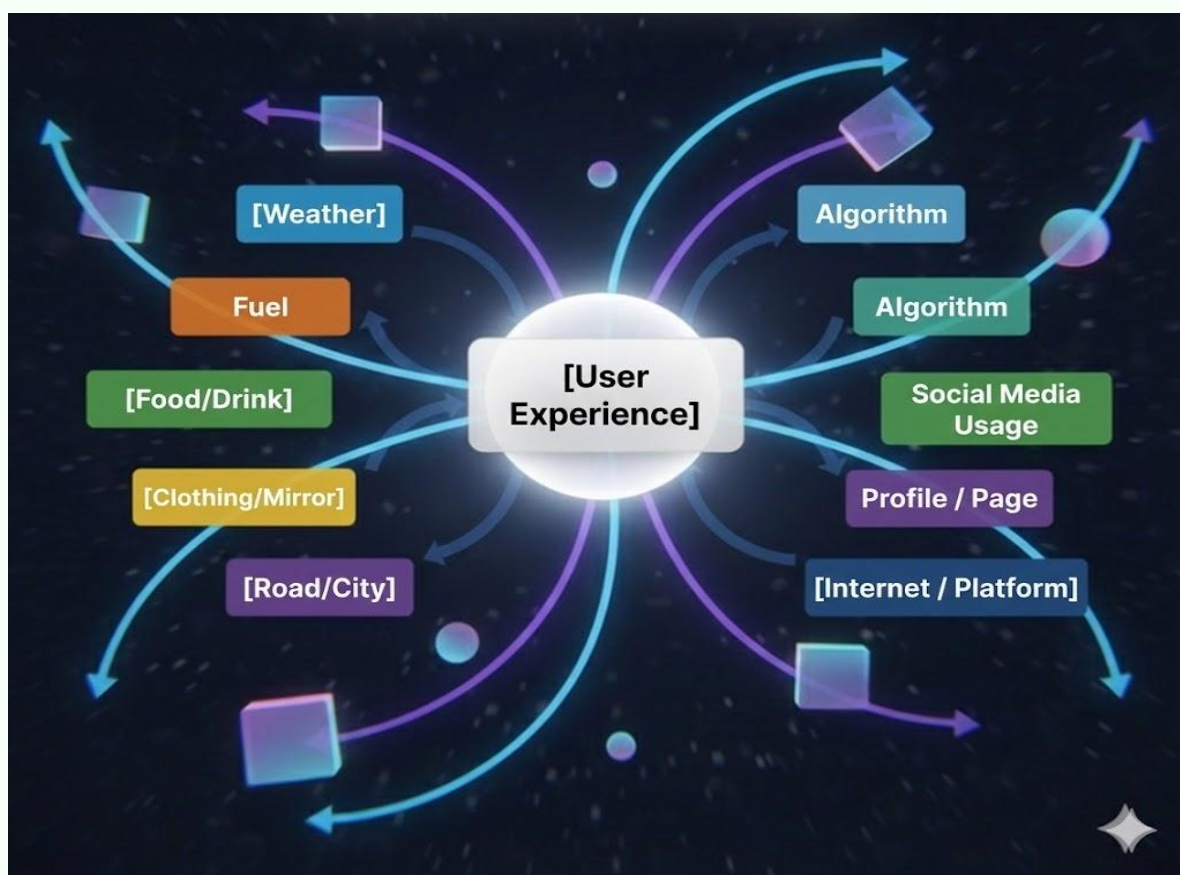 [Weather]
Algorithm
Fuel
Algorithm
[User
Experience]
[Food/Drink]
Social Media
Usage
[Clothing/Mirror]
Profile / Page
[Road/City]
[Internet / Platform]